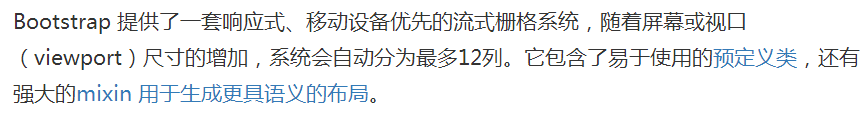 Bootstrap 提供了一套响应式、移动设备优先的流式栅格系统，随着屏幕或视口
（viewport）尺寸的增加，系统会自动分为最多12列。它包含了易于使用的预定义类，还有
强大的mixin 用于生成更具语义的布局。